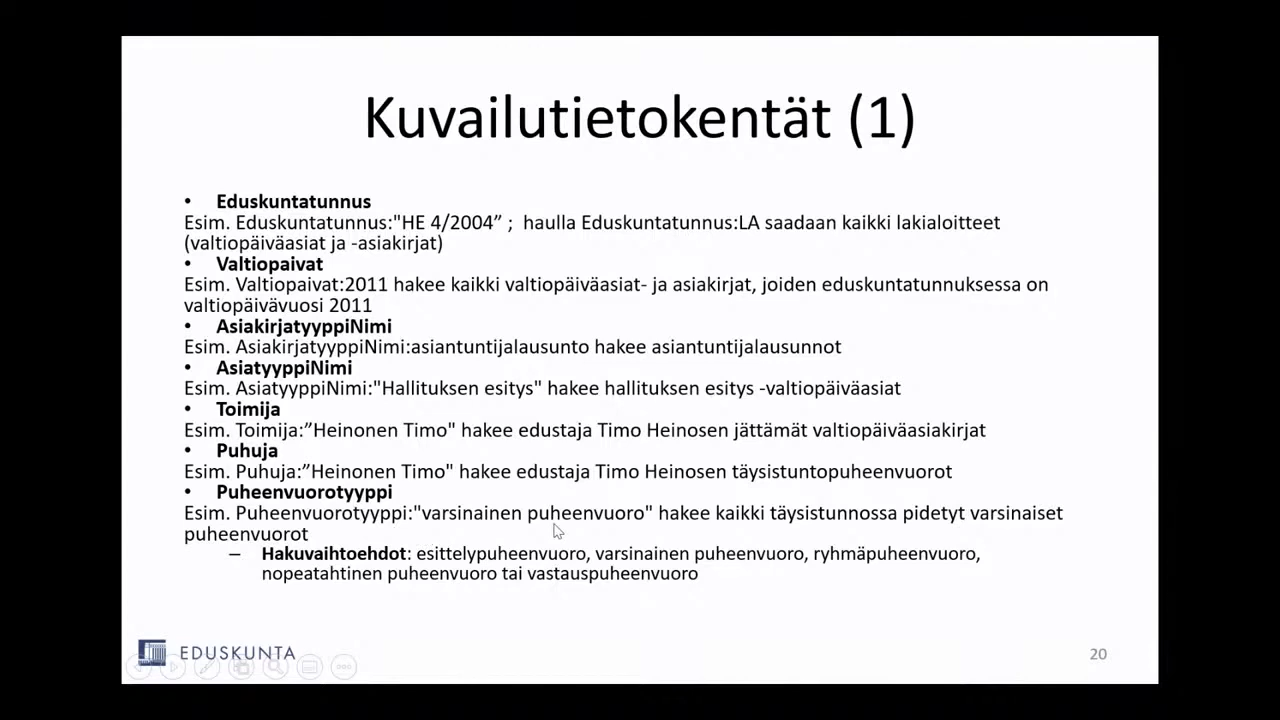 Kuvailutietokentät (1)
• Eduskuntatunnus
Esim. Eduskuntatunnus:"HE 4/2004” ; haulla Eduskuntatunnus:LA saadaan kaikki lakialoitteet
(valtiopäiväasiat ja -asiakirjat)
• Valtiopaivat
Esim. Valtiopaivat:2011 hakee kaikki valtiopäiväasiat- ja asiakirjat, joiden eduskuntatunnuksessa on
valtiopäivävuosi 2011
• AsiakirjatyyppiNimi
Esim. AsiakirjatyyppiNimi:asiantuntijalausunto hakee asiantuntijalausunnot
• AsiatyyppiNimi
Esim. AsiatyyppiNimi:"Hallituksen esitys" hakee hallituksen esitys -valtiopäiväasiat
• Toimija
Esim. Toimija:”Heinonen Timo" hakee edustaja Timo Heinosen jättämät valtiopäiväasiakirjat
• Puhuja
Esim. Puhuja:”Heinonen Timo" hakee edustaja Timo Heinosen täysistuntopuheenvuorot
• Puheenvuorotyyppi
Esim. Puheenvuorotyyppi:"varsinainen puheenvuoro" hakee kaikki täysistunnossa pidetyt varsinaiset
puheenvuorot
– Hakuvaihtoehdot: esittelypuheenvuoro, varsinainen puheenvuoro, ryhmäpuheenvuoro,
nopeatahtinen puheenvuoro tai vastauspuheenvuoro
EDUSKUNTA
20